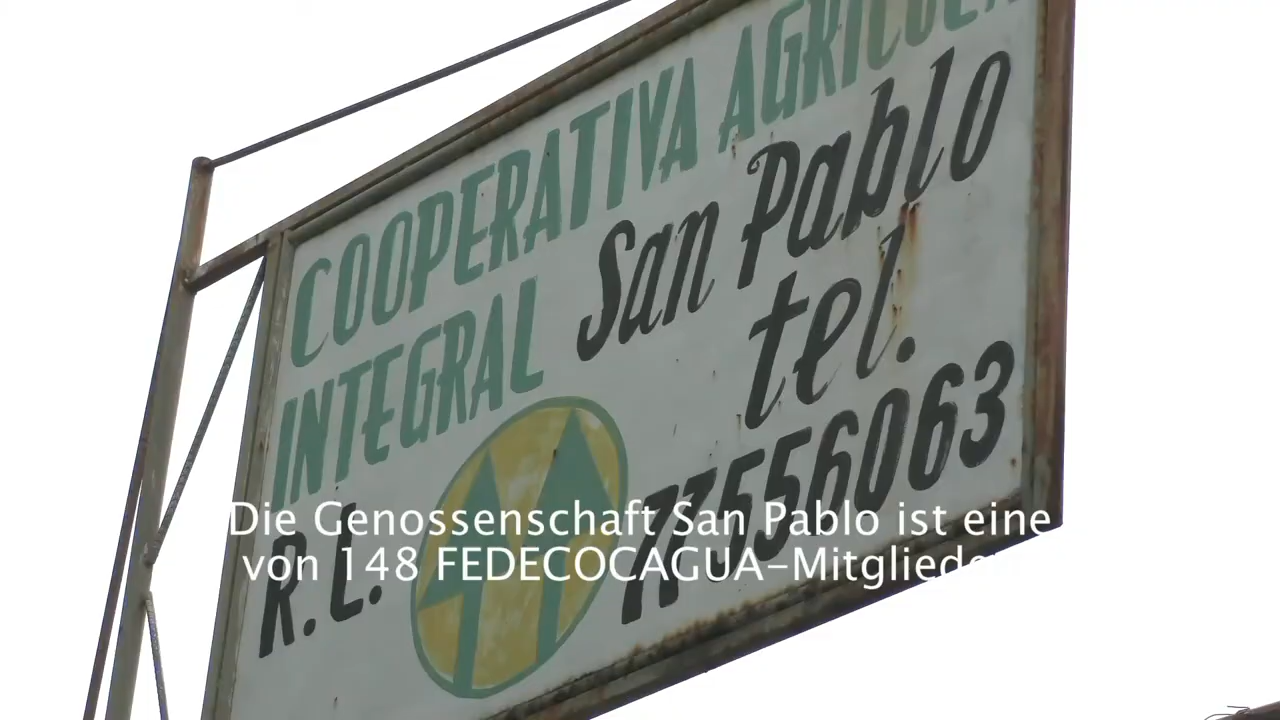 COOPERATIVA AGRICOLA
INTEGRAL San Pablo
R.L. tel.
77556063
Die Genossenschaft San Pablo ist eine
von 148 FEDECOCAGUA-Mitgliedern